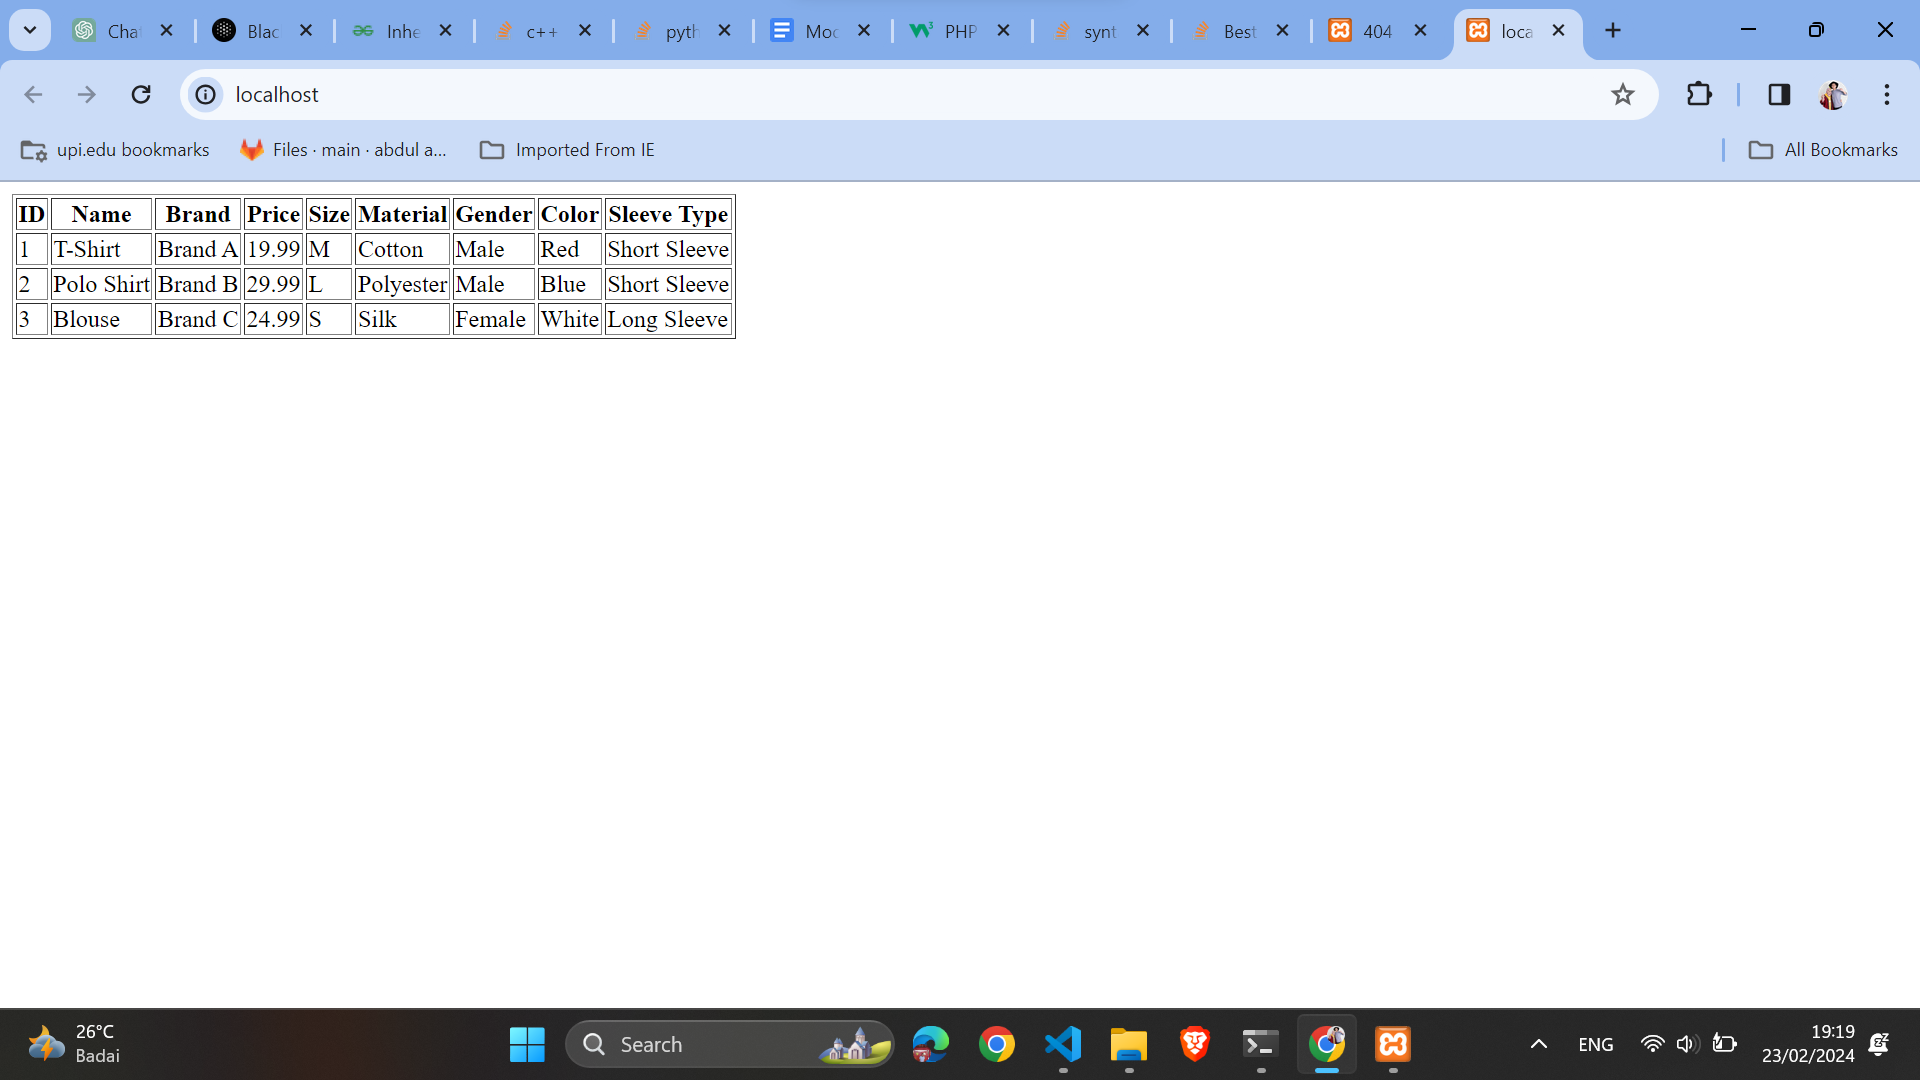 Cha
Blac
Inhe
c++
pyth
Moc
PHP
synt
Best
404
loca
localhost
upi.edu bookmarks
Files · main · abdul a...
Imported From IE
All Bookmarks
ID Name Brand Price Size Material Gender Color Sleeve Type
1 T-Shirt Brand A 19.99 M Cotton Male Red Short Sleeve
2 Polo Shirt Brand B 29.99 L Polyester Male Blue Short Sleeve
3 Blouse Brand C 24.99 S Silk Female White Long Sleeve
26°C
Badai
Search
ENG
19:19
23/02/2024